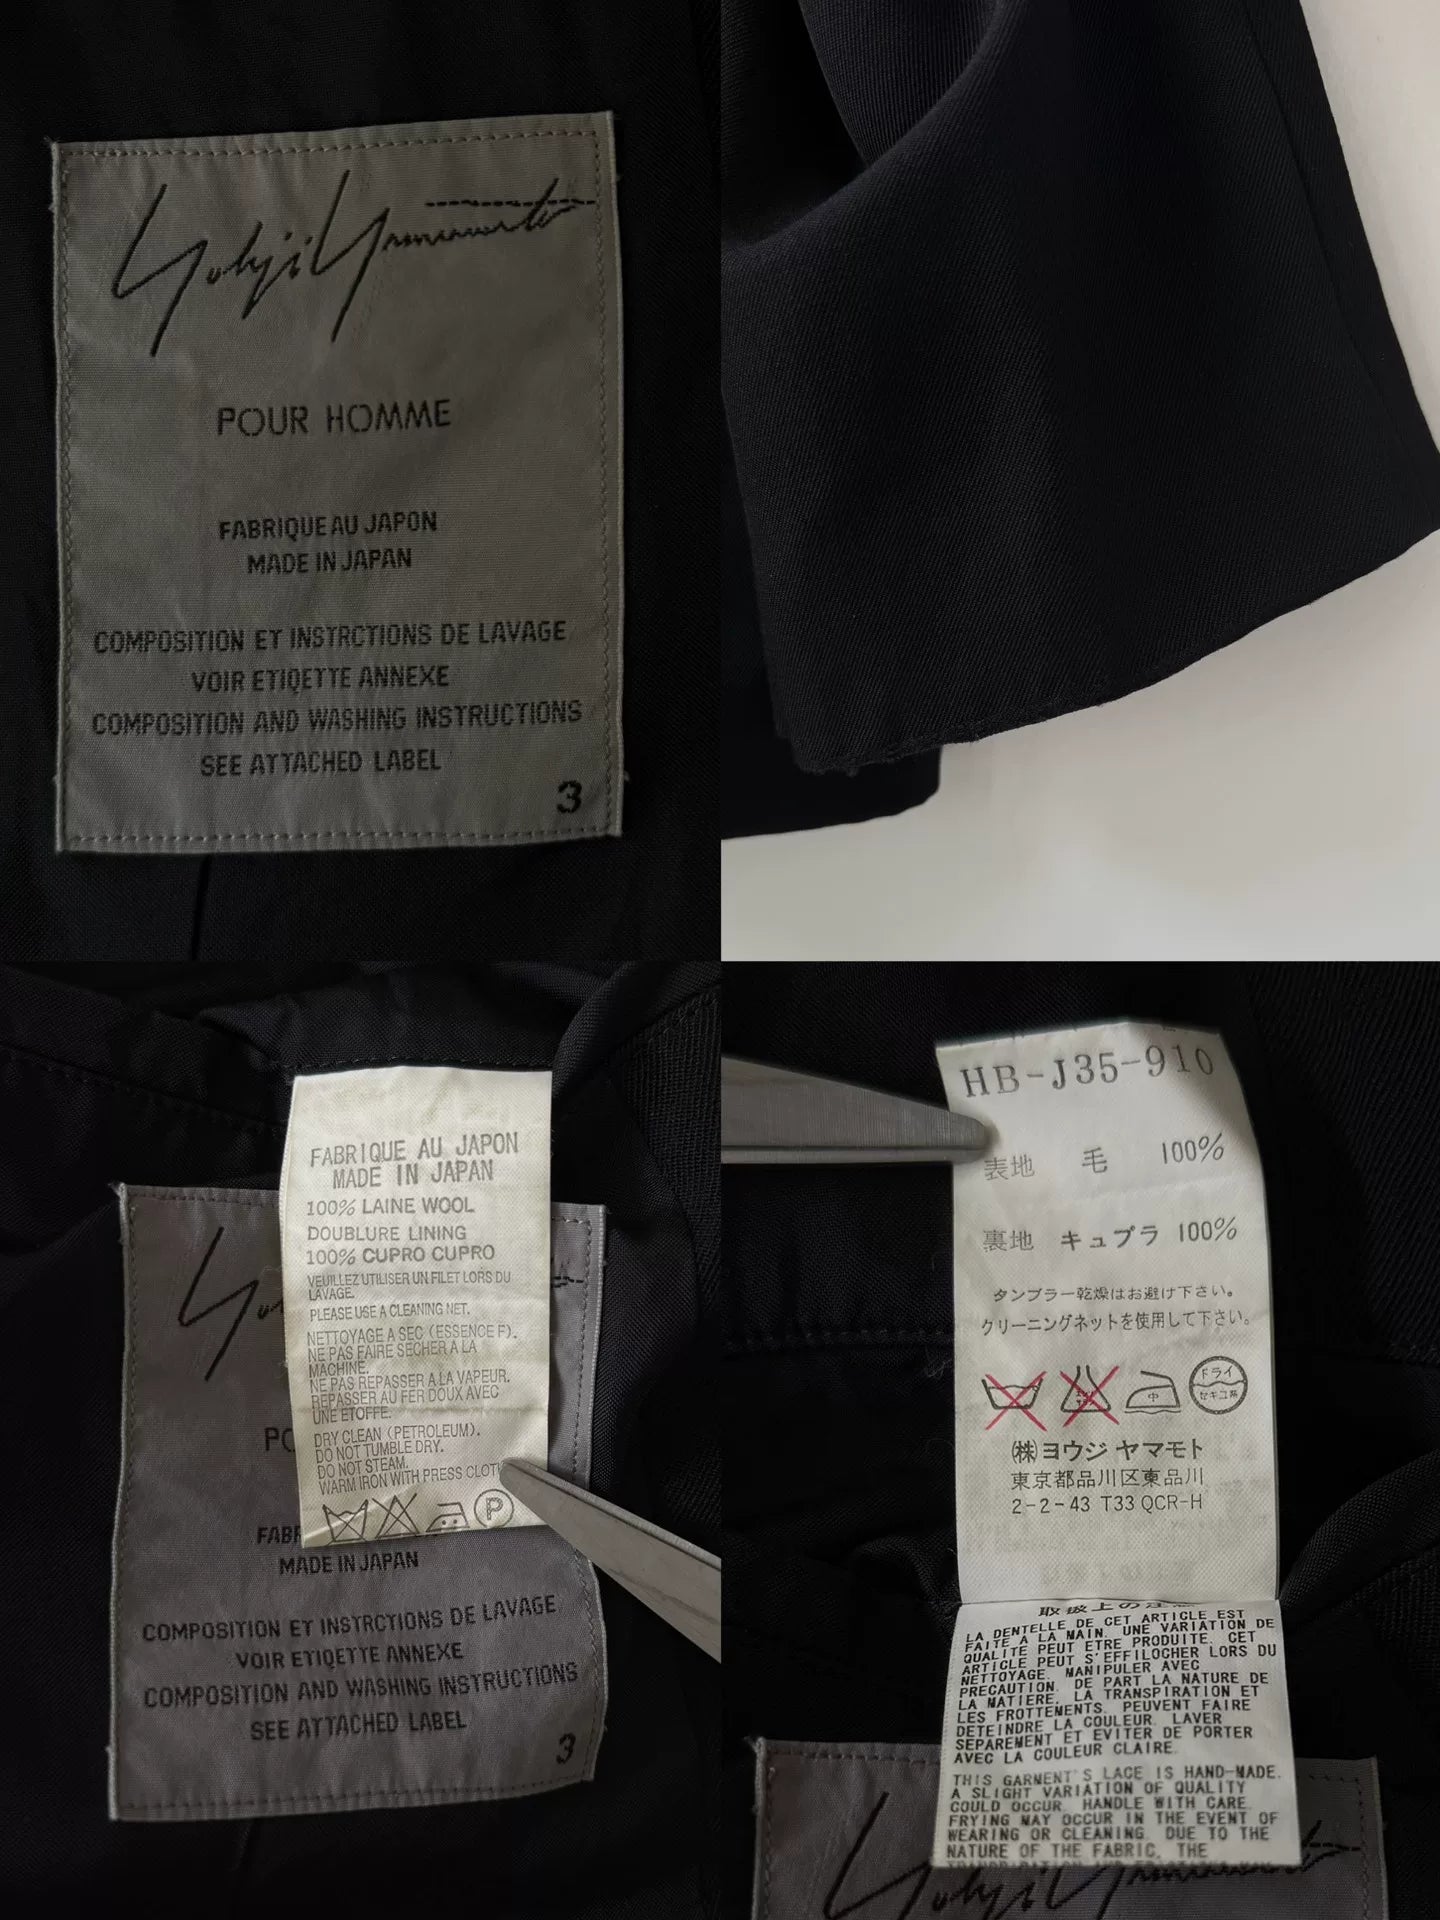 Yohji Yamamoto
POUR HOMME
FABRIQUE AU JAPON
MADE IN JAPAN
COMPOSITION ET INSTRCTIONS DE LAVAGE
VOIR ETIQETTE ANNEXE
COMPOSITION AND WASHING INSTRUCTIONS
SEE ATTACHED LABEL
3
FABRIQUE AU JAPON
MADE IN JAPAN
100% LAINE WOOL
DOUBLURE LINING
100% CUPRO CUPRO
VEUILLEZ UTILISER UN FILET LORS DU
LAVAGE.
PLEASE USE A CLEANING NET.
NETTOYAGE A SEC (ESSENCE F).
NE PAS FAIRE SECHER A LA
MACHINE.
NE PAS REPASSER A LA VAPEUR.
REPASSER AU FER DOUX AVEC
UNE ETOFFE.
DRY CLEAN (PETROLEUM).
DO NOT TUMBLE DRY.
DO NOT STEAM.
WARM IRON WITH PRESS CLOTH
P
MADE IN JAPAN
COMPOSITION ET INSTRCTIONS DE LAVAGE
VOIR ETIQETTE ANNEXE
COMPOSITION AND WASHING INSTRUCTIONS
SEE ATTACHED LABEL
3
HB-J35-910
表地 毛 100%
裏地 キュプラ 100%
タンブラー乾燥はお避け下さい。
クリーニングネットを使用して下さい。
中
ドライ
セキユ系
(株)ヨウジ ヤマモト
東京都品川区東品川
2-2-43 T33 QCR-H
取扱上の注意
LA DENTELLE DE CET ARTICLE EST
FAITE A LA MAIN. UNE VARIATION DE
QUALITE PEUT ETRE PRODUITE. CET
ARTICLE PEUT S'EFFILOCHER LORS DU
NETTOYAGE. MANIPULER AVEC
PRECAUTION. DE PART LA NATURE DE
LA MATIERE, LA TRANSPIRATION ET
LES FROTTEMENTS, PEUVENT FAIRE
DETEINDRE LA COULEUR. LAVER
SEPAREMENT ET EVITER DE PORTER
AVEC LA COULEUR CLAIRE.
THIS GARMENT'S LACE IS HAND-MADE.
A SLIGHT VARIATION OF QUALITY
COULD OCCUR. HANDLE WITH CARE.
FRYING MAY OCCUR IN THE EVENT OF
WEARING OR CLEANING. DUE TO THE
NATURE OF THE FABRIC, THE
Yohji Yamamoto